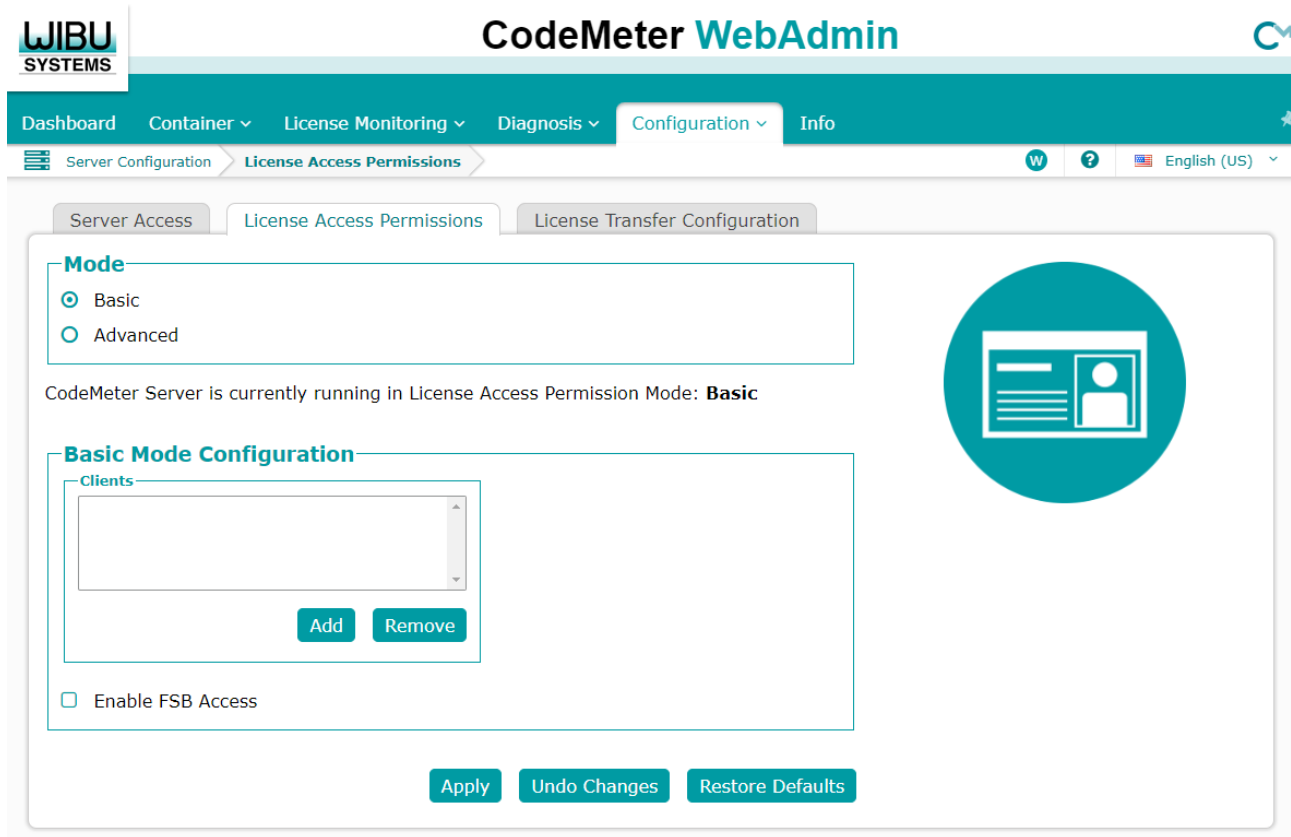 WIBU
SYSTEMS
CodeMeter WebAdmin
Dashboard Container License Monitoring Diagnosis Configuration Info
Server Configuration License Access Permissions W ? English (US)
Server Access License Access Permissions License Transfer Configuration
Mode
Basic
Advanced
CodeMeter Server is currently running in License Access Permission Mode: Basic
Basic Mode Configuration
Clients
Add Remove
Enable FSB Access
Apply Undo Changes Restore Defaults